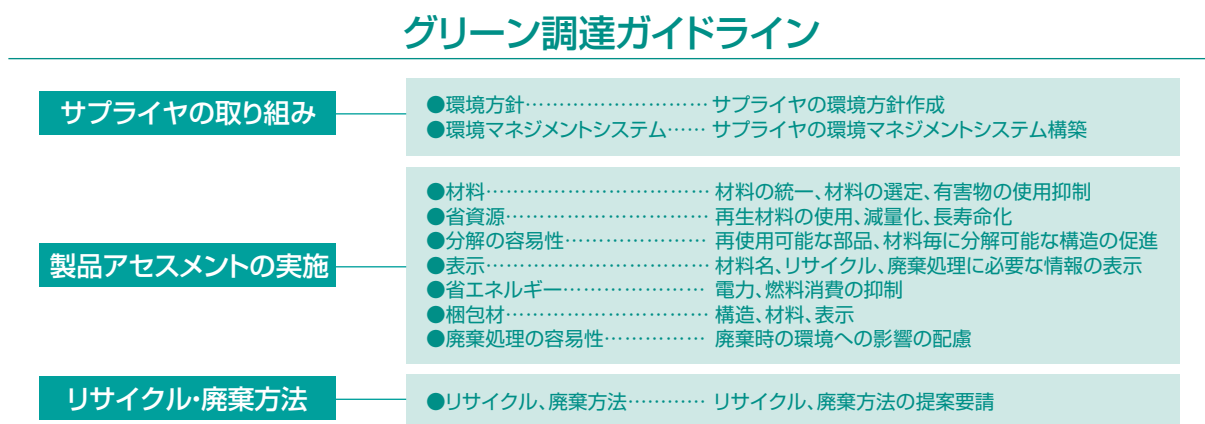 グリーン調達ガイドライン
サプライヤの取り組み
●環境方針……………………… サプライヤの環境方針作成
●環境マネジメントシステム…… サプライヤの環境マネジメントシステム構築
製品アセスメントの実施
●材料…………………………… 材料の統一、材料の選定、有害物の使用抑制
●省資源………………………… 再生材料の使用、減量化、長寿命化
●分解の容易性………………… 再使用可能な部品、材料毎に分解可能な構造の促進
●表示…………………………… 材料名、リサイクル、廃棄処理に必要な情報の表示
●省エネルギー………………… 電力、燃料消費の抑制
●梱包材………………………… 構造、材料、表示
●廃棄処理の容易性…………… 廃棄時の環境への影響の配慮
リサイクル・廃棄方法
●リサイクル、廃棄方法………… リサイクル、廃棄方法の提案要請